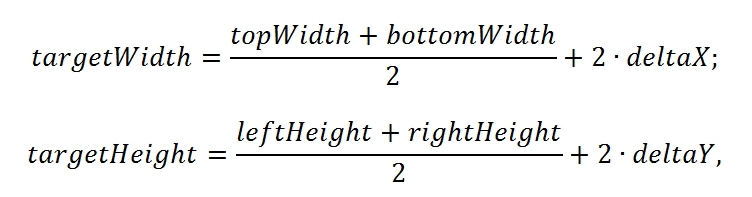 targetWidth = (topWidth + bottomWidth) / 2 + 2 · deltaX;
targetHeight = (leftHeight + rightHeight) / 2 + 2 · deltaY,